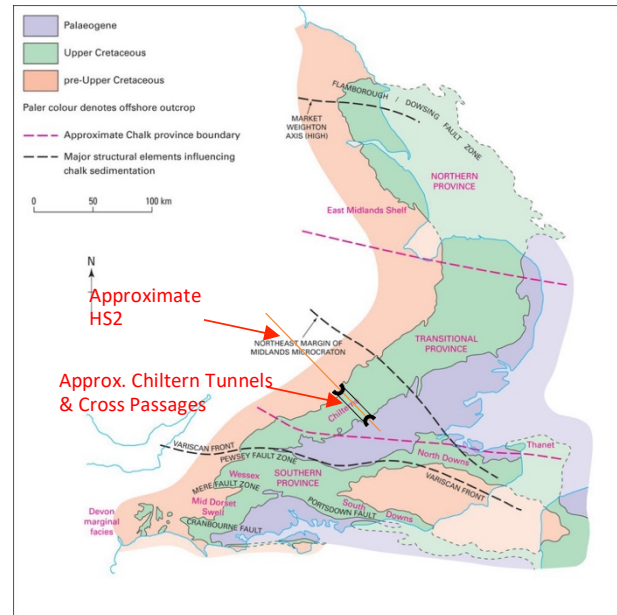 Palaeogene
Upper Cretaceous
pre-Upper Cretaceous
Paler colour denotes offshore outcrop
Approximate Chalk province boundary
Major structural elements influencing
chalk sedimentation
0 50 100 km
N
FLAMBOROUGH / DOWSING FAULT ZONE
MARKET
WEIGHTON
AXIS (HIGH)
NORTHERN
PROVINCE
East Midlands Shelf
Approximate
HS2
NORTHEAST MARGIN OF
MIDLANDS MICROCRATON
TRANSITIONAL
PROVINCE
Approx. Chiltern Tunnels
& Cross Passages
Chiltern
VARISCAN FRONT
PEWSEY FAULT ZONE
North Downs
Thanet
Wessex
SOUTHERN
PROVINCE
VARISCAN FRONT
MERE FAULT ZONE
Mid Dorset
Swell
South Downs
PORTSDOWN FAULT
Devon
marginal
facies
CRANBOURNE FAULT